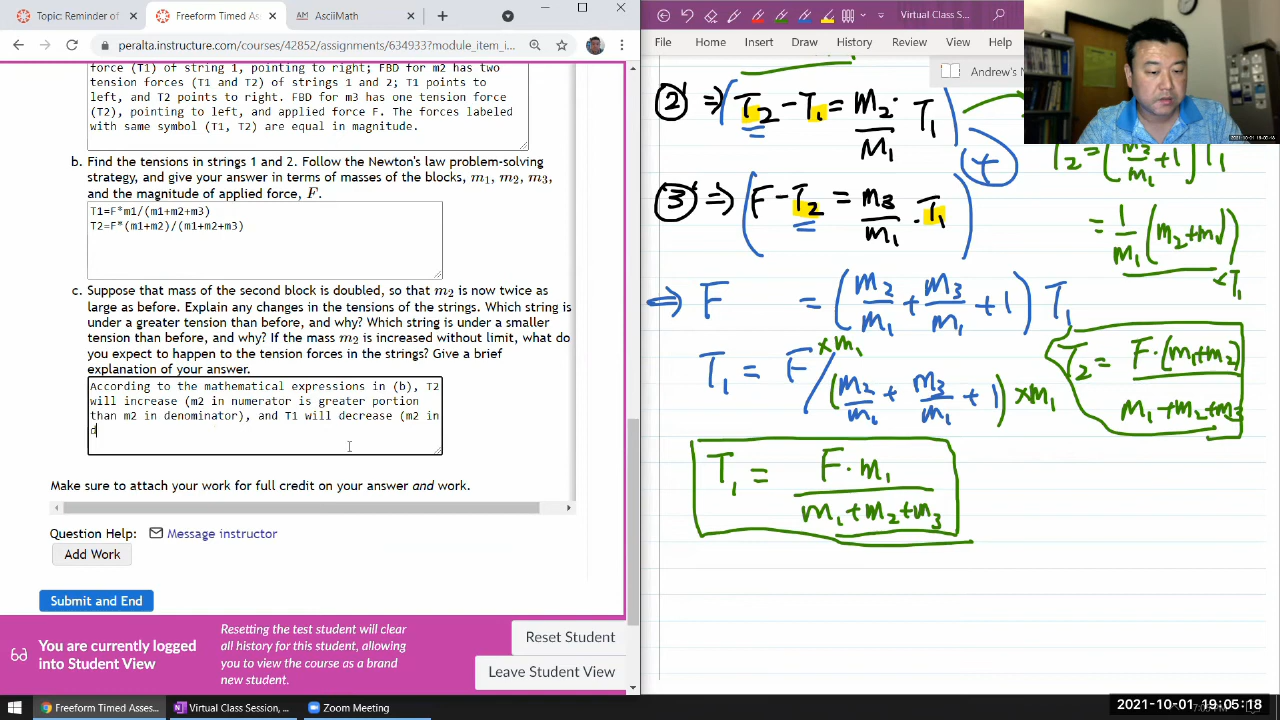 Topic Reminder of
Freeform Timed Ass
AM AsciiMath
peralta.instructure.com/courses/42852/assignments/634933?module_item_i...
force (T1) of string 1, pointing to right; FBD for m2 has two
tension forces (T1 and T2) of strings 1 and 2; T1 points to
left, and T2 points to right. FBD for m3 has one tension force
(T2), pointing to left, and applied force F. The forces labeled
with same symbol (T1, T2) are equal in magnitude.
b. Find the tensions in strings 1 and 2. Follow the Newton's law problem-solving
strategy, and give your answer in terms of masses of the blocks, m₁, m₂, m₃,
and the magnitude of applied force, F.
T1=F*m1/(m1+m2+m3)
T2=F*(m1+m2)/(m1+m2+m3)
c. Suppose that mass of the second block is doubled, so that m₂ is now twice as
large as before. Explain any changes in the tensions of the strings. Which string is
under a greater tension than before, and why? Which string is under a smaller
tension than before, and why? If the mass m₂ is increased without limit, what do
you expect to happen to the tension forces in the strings? Give a brief
explanation of your answer.
According to the mathematical expressions in (b), T2
will increase (m2 in numerator is greater portion
than m2 in denominator), and T1 will decrease (m2 in
d
Make sure to attach your work for full credit on your answer and work.
Question Help: Message instructor
Add Work
Submit and End
You are currently logged
into Student View
Resetting the test student will clear
all history for this student, allowing
you to view the course as a brand
new student.
Reset Student
Leave Student View
Virtual Class S...
File Home Insert Draw History Review View
Andrew's N
②' ⇒ (T₂ - T₁ = m₂/m₁ · T₁)
(+)
③' ⇒ (F - T₂ = m₃/m₁ · T₁)
⇒ F = (m₂/m₁ + m₃/m₁ + 1) T₁
T₁ = F / (m₂/m₁ + m₃/m₁ + 1) ×m₁
×m₁
T₁ = F·m₁ / m₁+m₂+m₃
T₂ = (m₂/m₁ + 1) T₁
= 1/m₁ (m₂+m₁) × T₁
T₂ = F·(m₁+m₂) / m₁+m₂+m₃
Freeform Timed Asses...
Virtual Class Session, ...
Zoom Meeting
2021-10-01 19:05:18